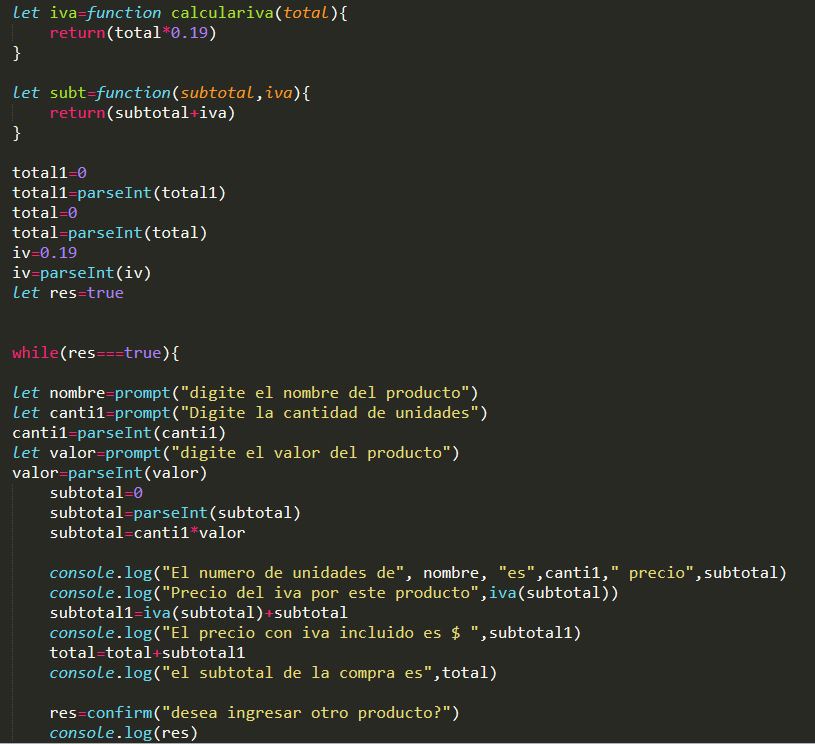 let iva=function calculariva(total){
return(total*0.19)
}
let subt=function(subtotal,iva){
return(subtotal+iva)
}
total1=0
total1=parseInt(total1)
total=0
total=parseInt(total)
iv=0.19
iv=parseInt(iv)
let res=true
while(res===true){
let nombre=prompt("digite el nombre del producto")
let canti1=prompt("Digite la cantidad de unidades")
canti1=parseInt(canti1)
let valor=prompt("digite el valor del producto")
valor=parseInt(valor)
subtotal=0
subtotal=parseInt(subtotal)
subtotal=canti1*valor
console.log("El numero de unidades de", nombre, "es",canti1," precio",subtotal)
console.log("Precio del iva por este producto",iva(subtotal))
subtotal1=iva(subtotal)+subtotal
console.log("El precio con iva incluido es $ ",subtotal1)
total=total+subtotal1
console.log("el subtotal de la compra es",total)
res=confirm("desea ingresar otro producto?")
console.log(res)